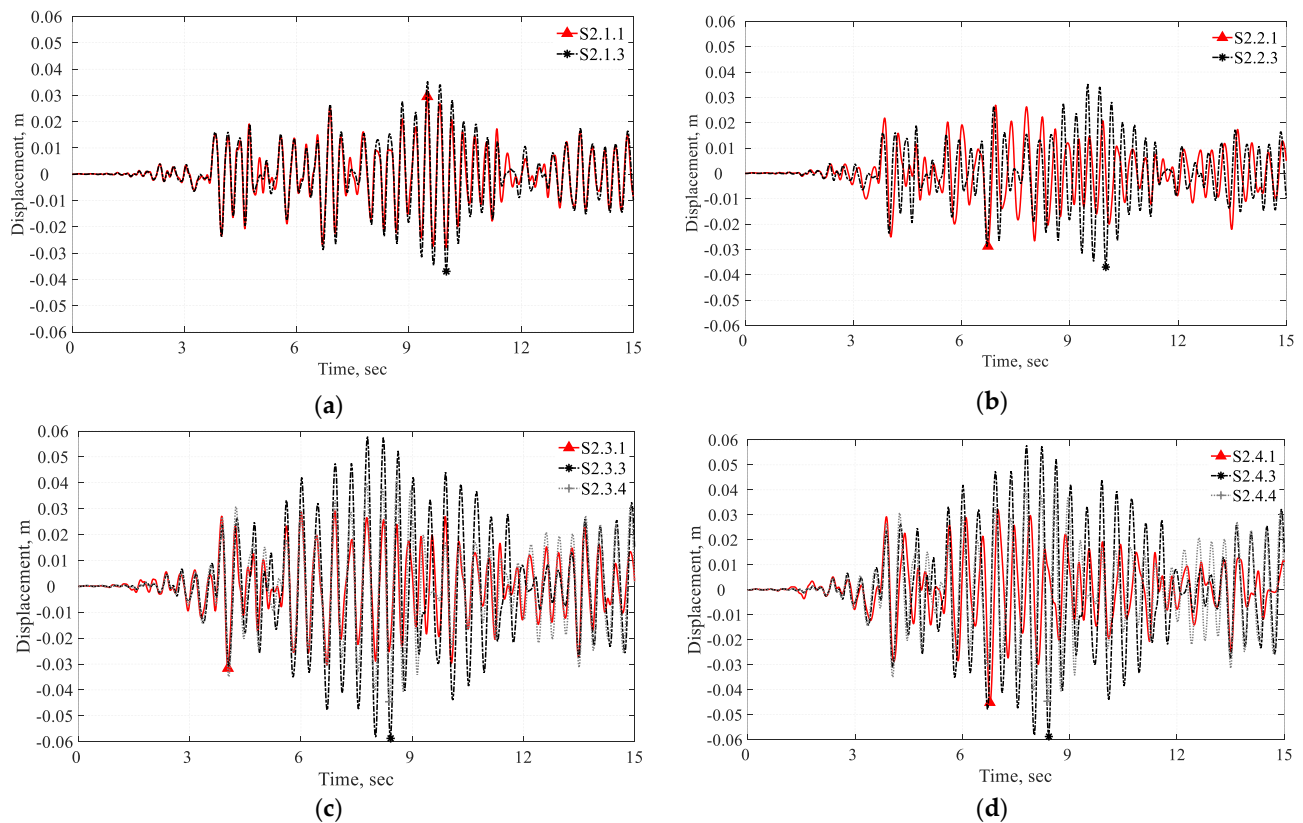 0.06
0.05
0.04
0.03
0.02
0.01
0
-0.01
-0.02
-0.03
-0.04
-0.05
-0.06
Displacement, m
S2.1.1
S2.1.3
0 3 6 9 12 15
Time, sec
(a)
0.06
0.05
0.04
0.03
0.02
0.01
0
-0.01
-0.02
-0.03
-0.04
-0.05
-0.06
Displacement, m
S2.2.1
S2.2.3
0 3 6 9 12 15
Time, sec
(b)
0.06
0.05
0.04
0.03
0.02
0.01
0
-0.01
-0.02
-0.03
-0.04
-0.05
-0.06
Displacement, m
S2.3.1
S2.3.3
S2.3.4
0 3 6 9 12 15
Time, sec
(c)
0.06
0.05
0.04
0.03
0.02
0.01
0
-0.01
-0.02
-0.03
-0.04
-0.05
-0.06
Displacement, m
S2.4.1
S2.4.3
S2.4.4
0 3 6 9 12 15
Time, sec
(d)